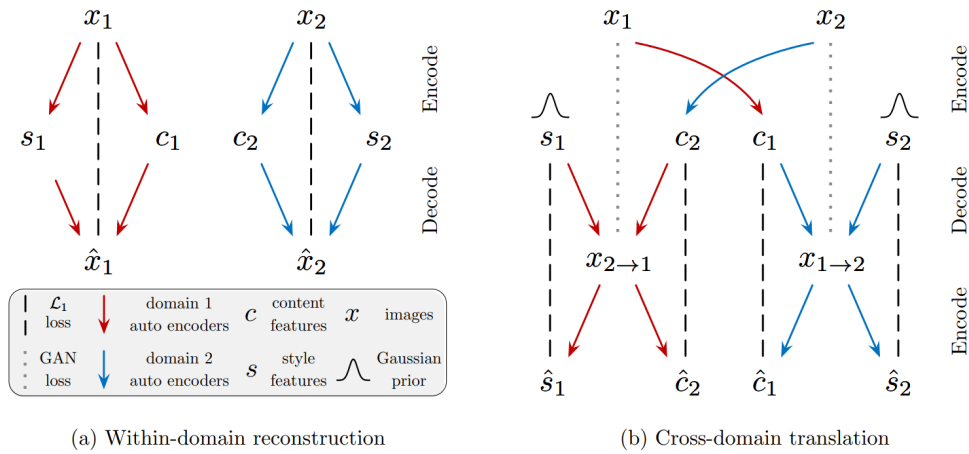 x₁ x₂
s₁ c₁ c₂ s₂
x̂₁ x̂₂
Encode
Decode
ℒ₁ loss
domain 1 auto encoders
c content features
x images
GAN loss
domain 2 auto encoders
s style features
Gaussian prior
(a) Within-domain reconstruction
x₁ x₂
s₁ c₂ c₁ s₂
x₂→₁ x₁→₂
ŝ₁ ĉ₂ ĉ₁ ŝ₂
Encode
Decode
Encode
(b) Cross-domain translation